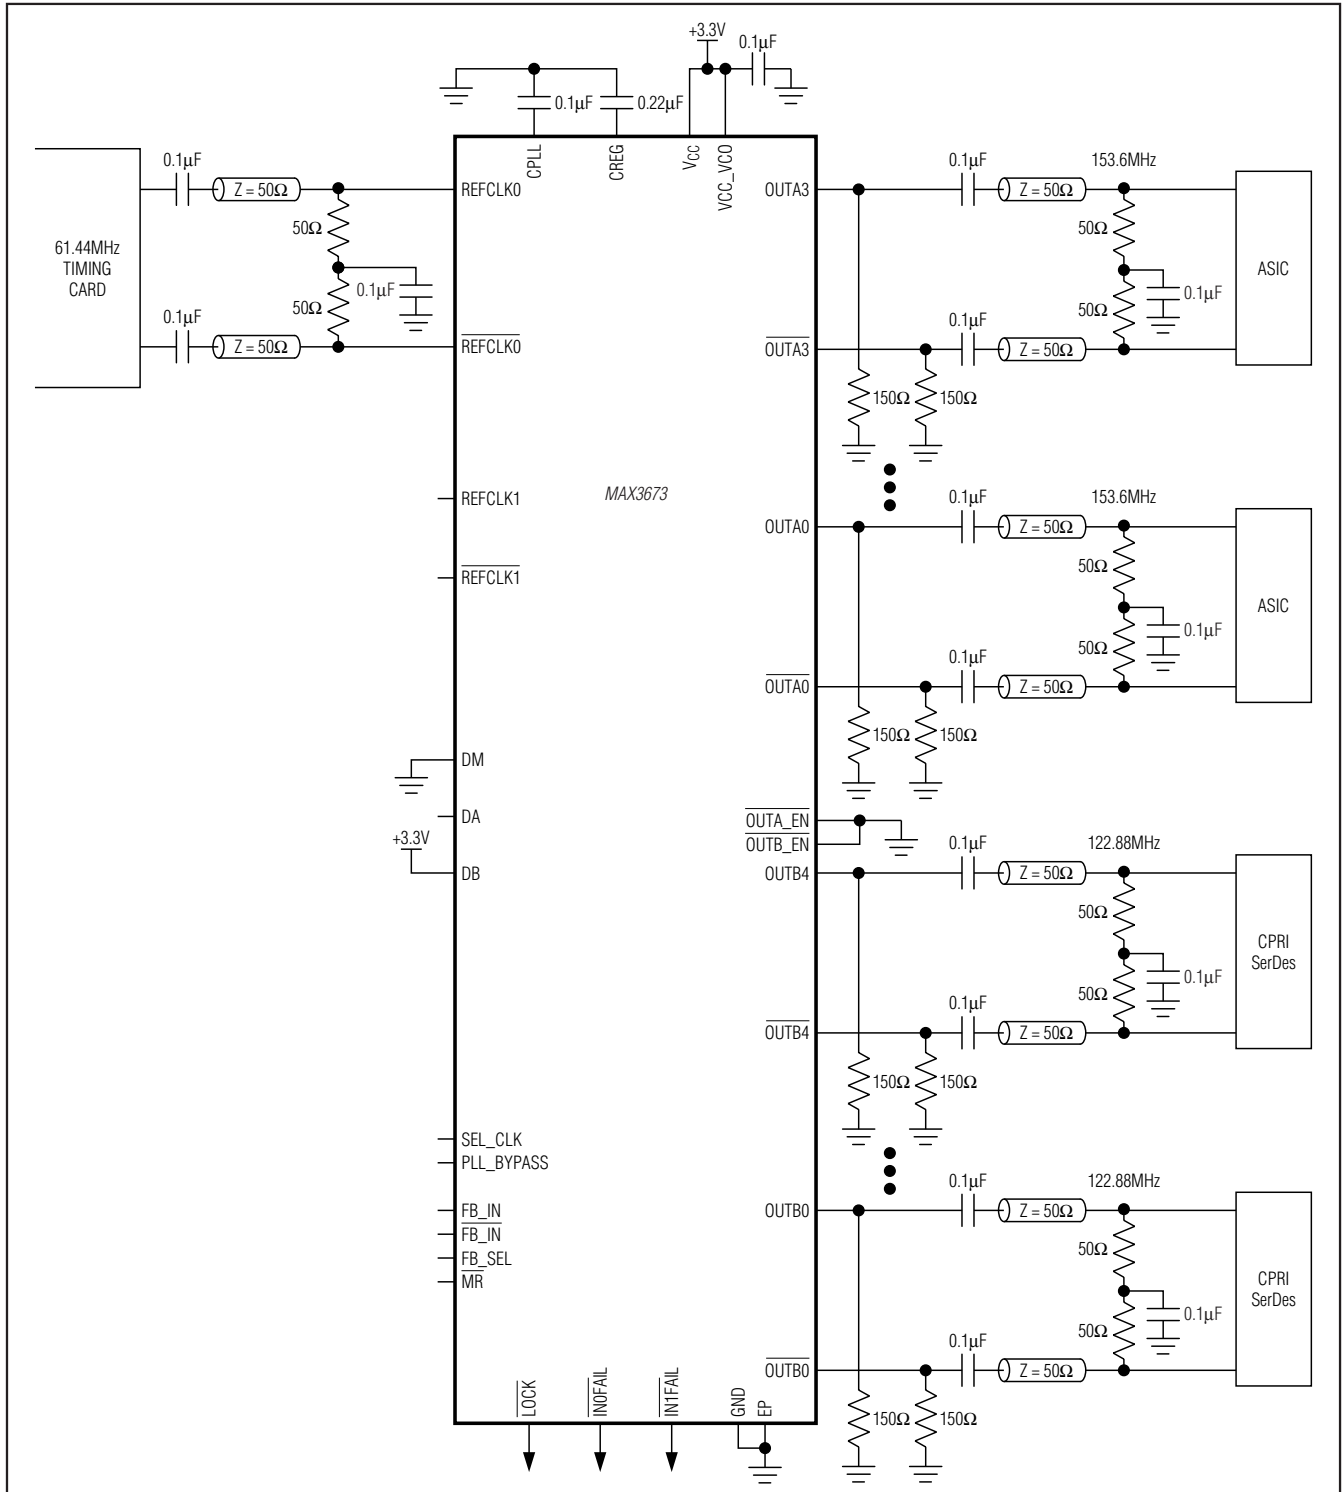 +3.3V
0.1µF
0.1µF
0.22µF
CPLL
CREG
VCC
VCC_VCO
0.1µF
Z = 50Ω
REFCLK0
50Ω
61.44MHz
TIMING
CARD
0.1µF
50Ω
0.1µF
Z = 50Ω
REFCLK0
OUTA3
0.1µF
Z = 50Ω
153.6MHz
50Ω
ASIC
0.1µF
50Ω
OUTA3
0.1µF
Z = 50Ω
150Ω
150Ω
REFCLK1
MAX3673
REFCLK1
OUTA0
0.1µF
Z = 50Ω
153.6MHz
50Ω
ASIC
0.1µF
50Ω
OUTA0
0.1µF
Z = 50Ω
150Ω
150Ω
DM
DA
+3.3V
DB
OUTA_EN
OUTB_EN
OUTB4
0.1µF
Z = 50Ω
122.88MHz
50Ω
CPRI
SerDes
0.1µF
50Ω
OUTB4
0.1µF
Z = 50Ω
150Ω
150Ω
SEL_CLK
PLL_BYPASS
FB_IN
FB_IN
FB_SEL
MR
OUTB0
0.1µF
Z = 50Ω
122.88MHz
50Ω
CPRI
SerDes
0.1µF
50Ω
OUTB0
0.1µF
Z = 50Ω
150Ω
150Ω
LOCK
IN0FAIL
IN1FAIL
GND
EP